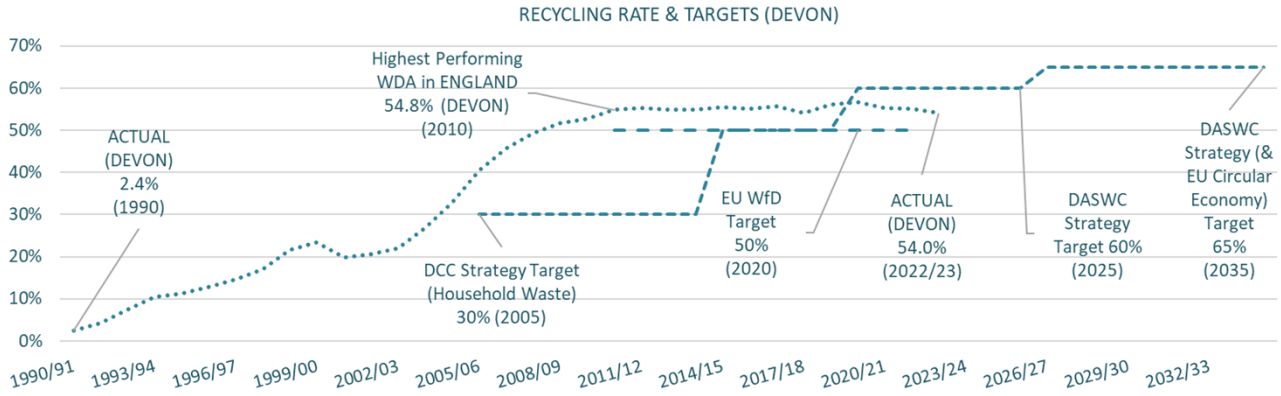 RECYCLING RATE & TARGETS (DEVON)
70%
60%
50%
40%
30%
20%
10%
0%
ACTUAL
(DEVON)
2.4%
(1990)
Highest Performing
WDA in ENGLAND
54.8% (DEVON)
(2010)
DCC Strategy Target
(Household Waste)
30% (2005)
EU WfD
Target
50%
(2020)
ACTUAL
(DEVON)
54.0%
(2022/23)
DASWC
Strategy
Target 60%
(2025)
DASWC
Strategy (&
EU Circular
Economy)
Target
65%
(2035)
1990/91
1993/94
1996/97
1999/00
2002/03
2005/06
2008/09
2011/12
2014/15
2017/18
2020/21
2023/24
2026/27
2029/30
2032/33